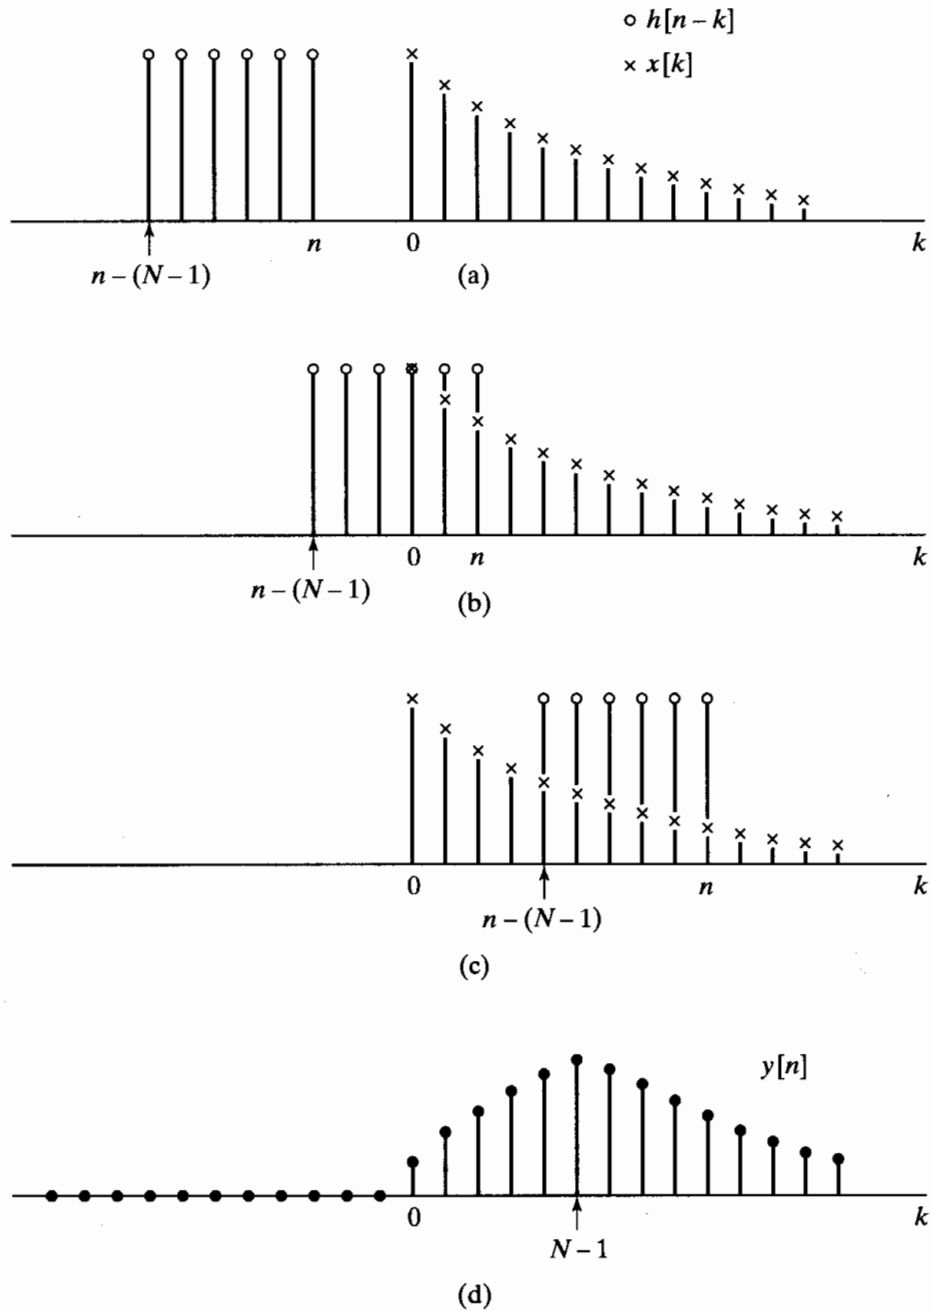 h[n – k]
x[k]
n 0 k
n – (N – 1)
(a)
0 n k
n – (N – 1)
(b)
0 n k
n – (N – 1)
(c)
y[n]
0 k
N – 1
(d)